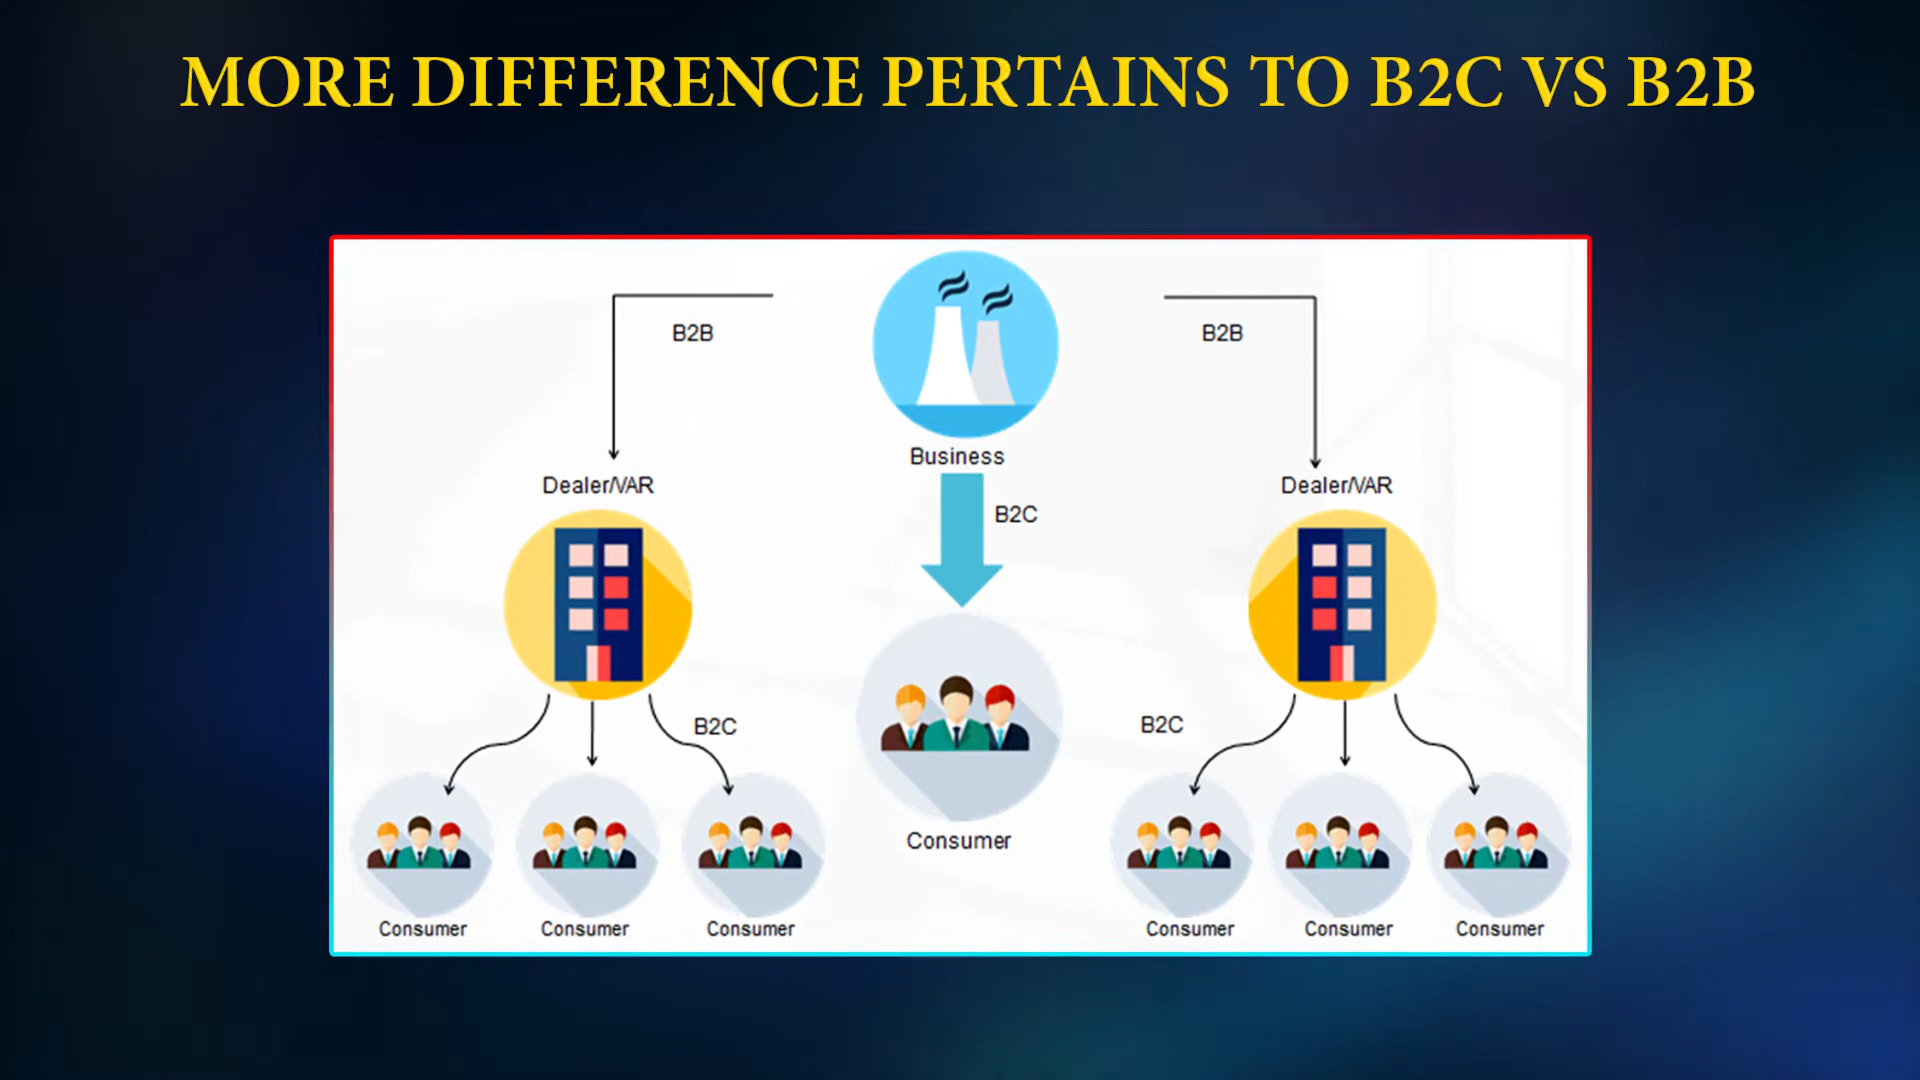 MORE DIFFERENCE PERTAINS TO B2C VS B2B
B2B
B2B
Business
Dealer/VAR
Dealer/VAR
B2C
B2C
B2C
Consumer
Consumer
Consumer
Consumer
Consumer
Consumer
Consumer